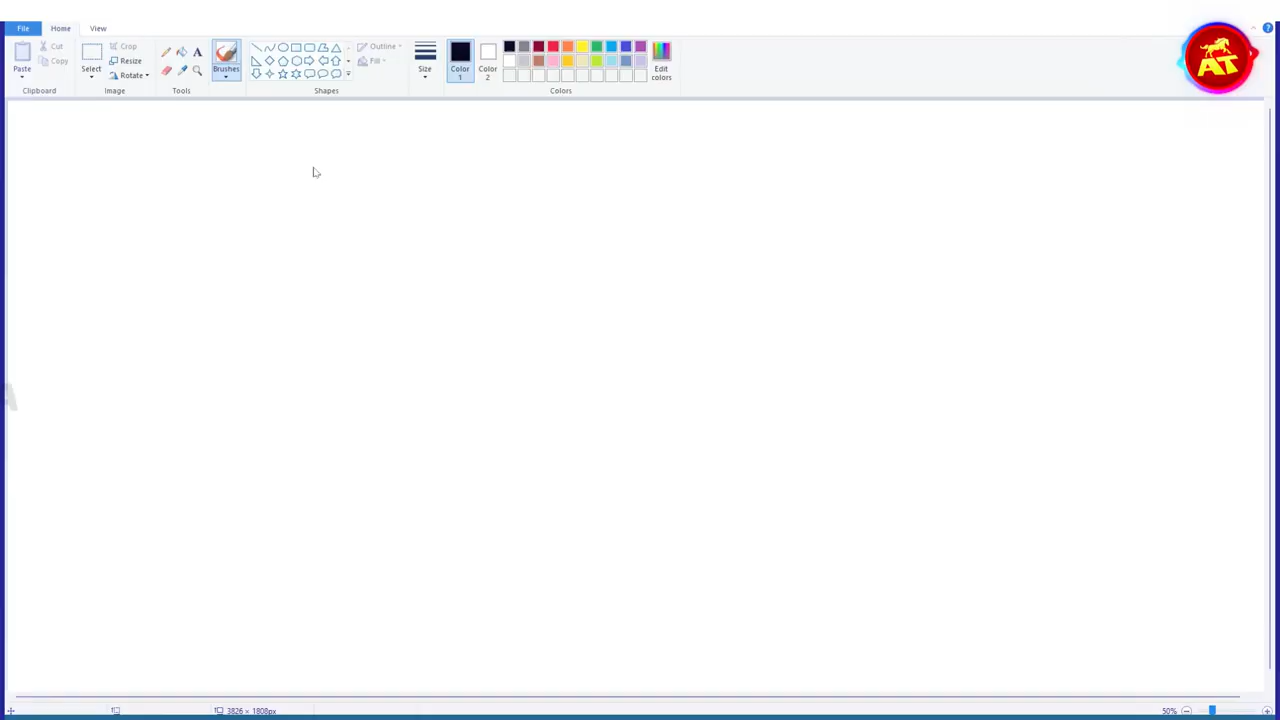 File Home View
Cut Crop Outline
Copy Resize Fill
Paste Select Rotate Brushes Size Color 1 Color 2 Edit colors
Clipboard Image Tools Shapes Colors
AT
A
3826 × 1808px 50%